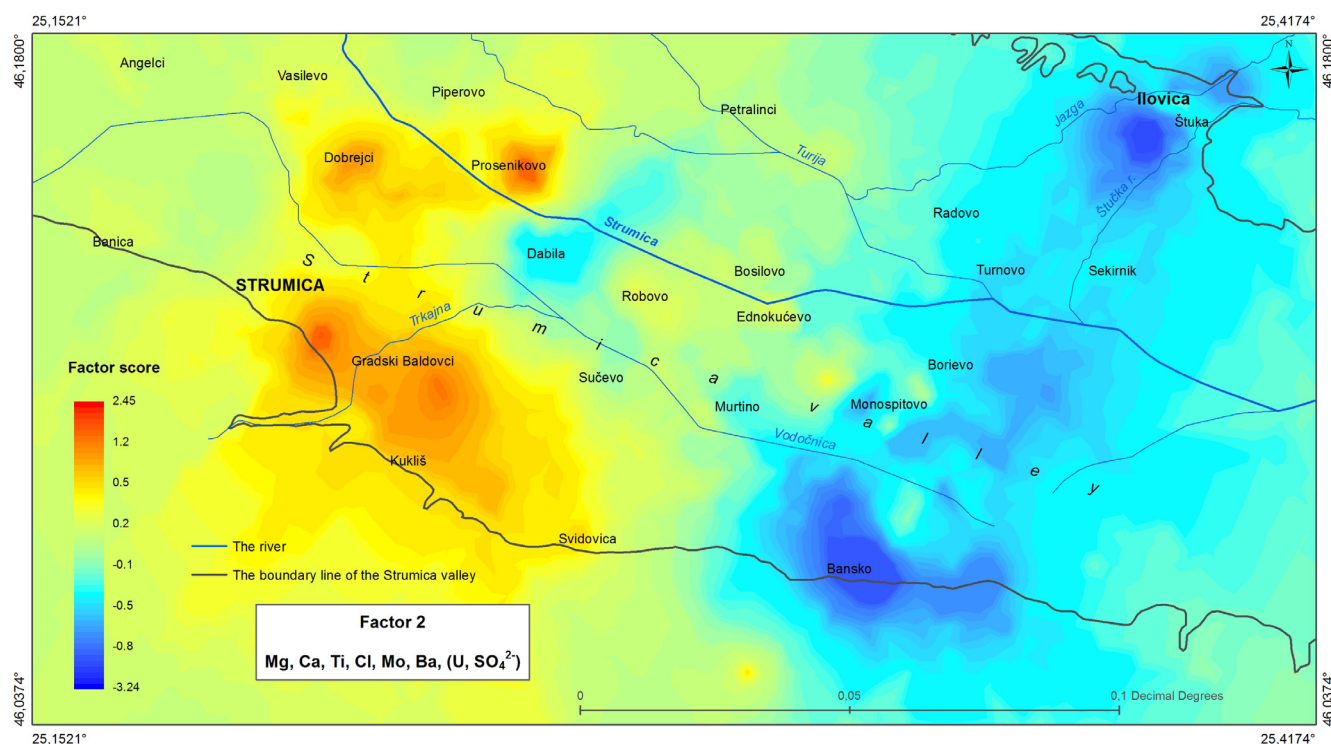 25,1521°
25,4174°
46,1800°
46,1800°
N
Angelci
Vasilevo
Piperovo
Petralinci
Ilovica
Jazga
Štuka
Turija
Dobrejci
Prosenikovo
Štučka r.
Radovo
Strumica
Banica
Dabila
Bosilovo
Turnovo
Sekirnik
STRUMICA
Strumica valley
Robovo
Trkajna
Ednokućevo
Gradski Baldovci
Sučevo
Borievo
Murtino
Monospitovo
Vodočnica
Kukliš
Svidovica
Bansko
Factor score
2.45
1.2
0.5
0.2
-0.1
-0.5
-0.8
-3.24
The river
The boundary line of the Strumica valley
Factor 2
Mg, Ca, Ti, Cl, Mo, Ba, (U, SO₄²⁻)
0
0,05
0,1 Decimal Degrees
46,0374°
46,0374°
25,1521°
25,4174°